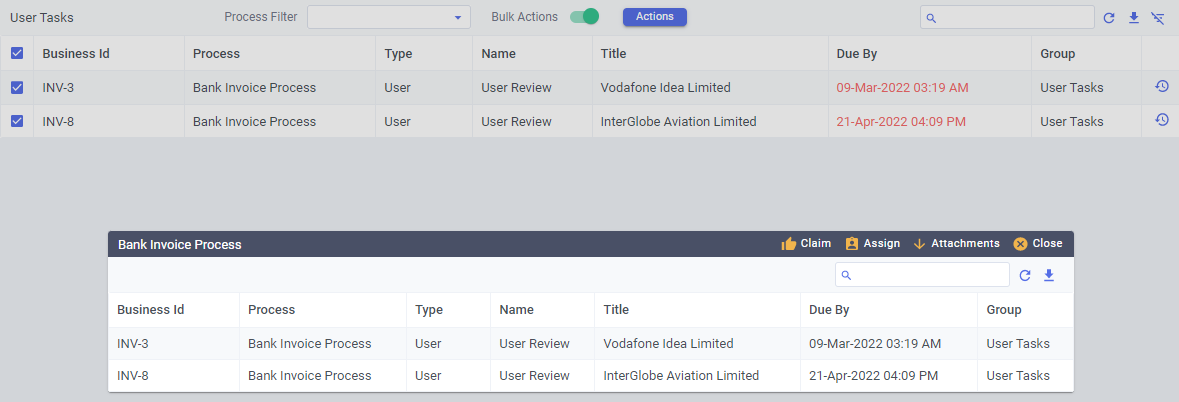 User Tasks Process Filter Bulk Actions Actions
Business Id Process Type Name Title Due By Group
INV-3 Bank Invoice Process User User Review Vodafone Idea Limited 09-Mar-2022 03:19 AM User Tasks
INV-8 Bank Invoice Process User User Review InterGlobe Aviation Limited 21-Apr-2022 04:09 PM User Tasks
Bank Invoice Process Claim Assign Attachments Close
Business Id Process Type Name Title Due By Group
INV-3 Bank Invoice Process User User Review Vodafone Idea Limited 09-Mar-2022 03:19 AM User Tasks
INV-8 Bank Invoice Process User User Review InterGlobe Aviation Limited 21-Apr-2022 04:09 PM User Tasks